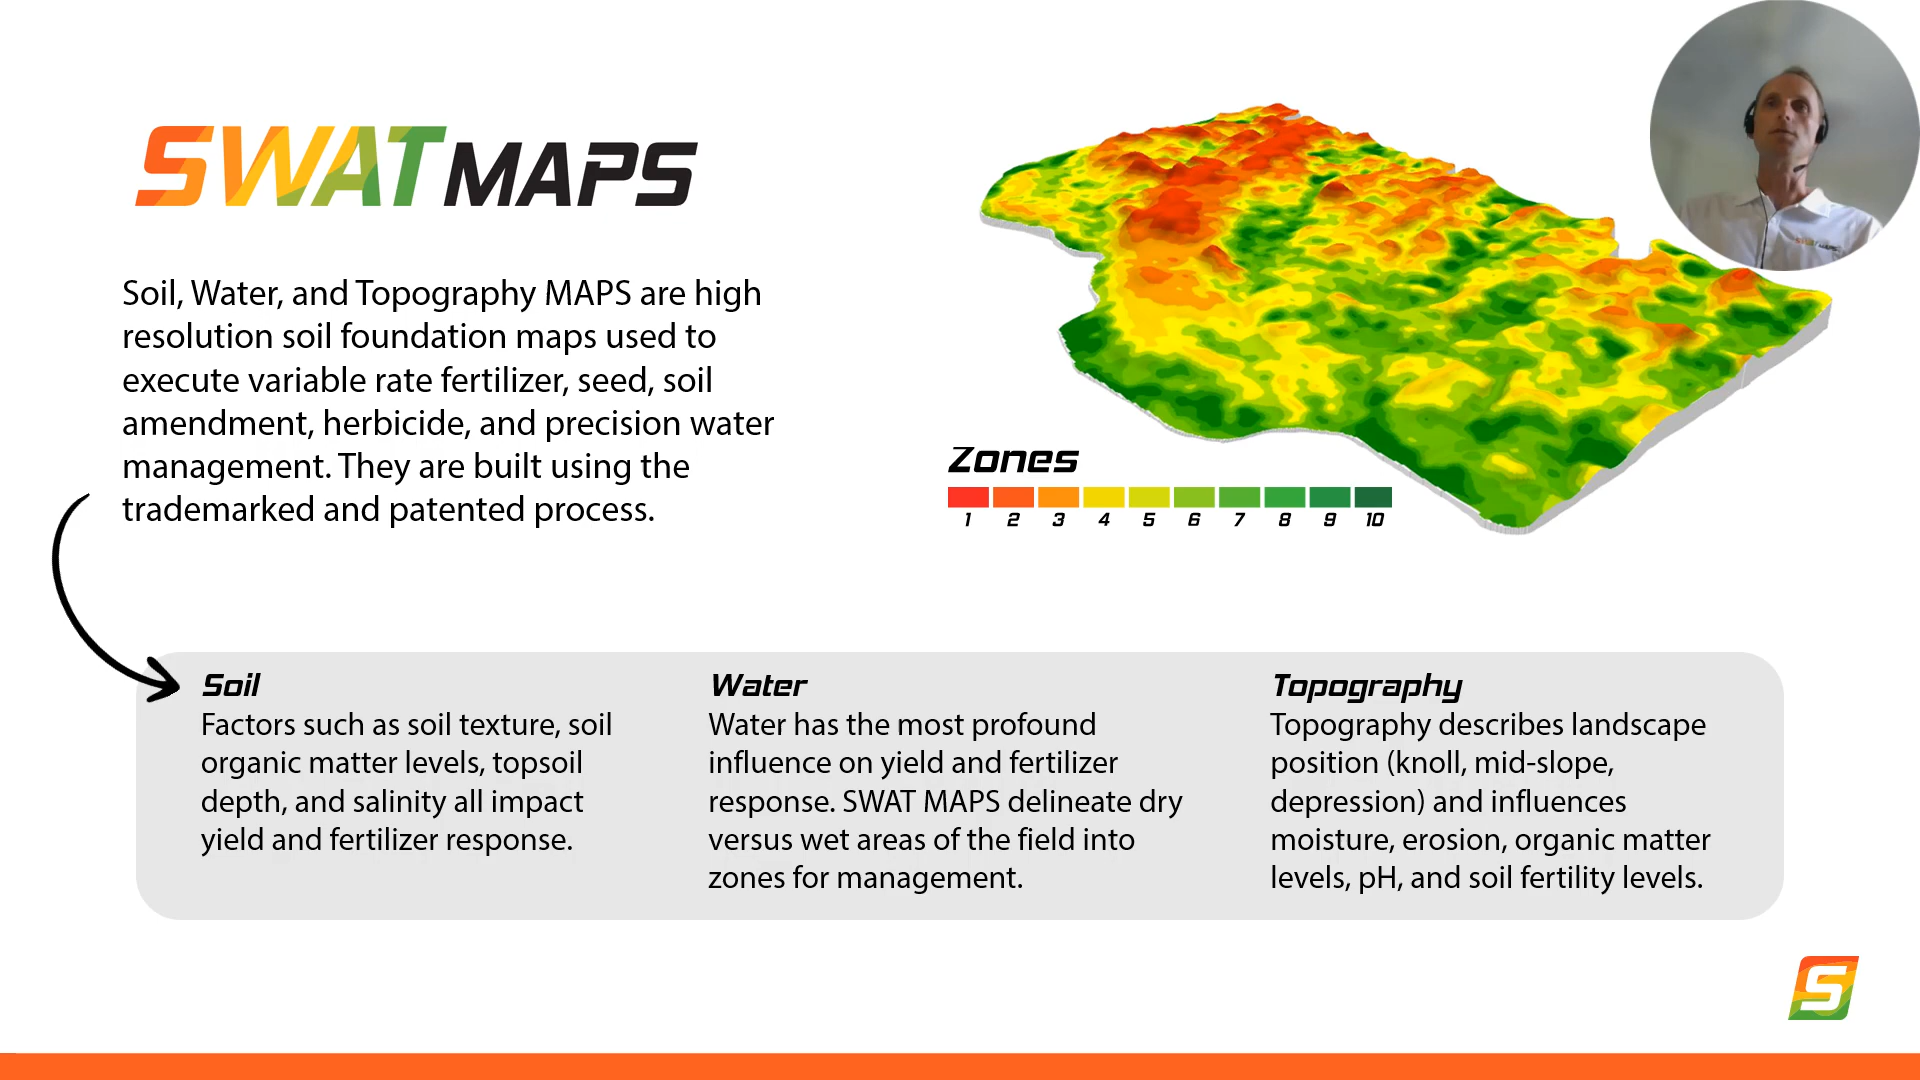 SWAT MAPS
Soil, Water, and Topography MAPS are high
resolution soil foundation maps used to
execute variable rate fertilizer, seed, soil
amendment, herbicide, and precision water
management. They are built using the
trademarked and patented process.
Zones
1 2 3 4 5 6 7 8 9 10
Soil
Factors such as soil texture, soil
organic matter levels, topsoil
depth, and salinity all impact
yield and fertilizer response.
Water
Water has the most profound
influence on yield and fertilizer
response. SWAT MAPS delineate dry
versus wet areas of the field into
zones for management.
Topography
Topography describes landscape
position (knoll, mid-slope,
depression) and influences
moisture, erosion, organic matter
levels, pH, and soil fertility levels.
S